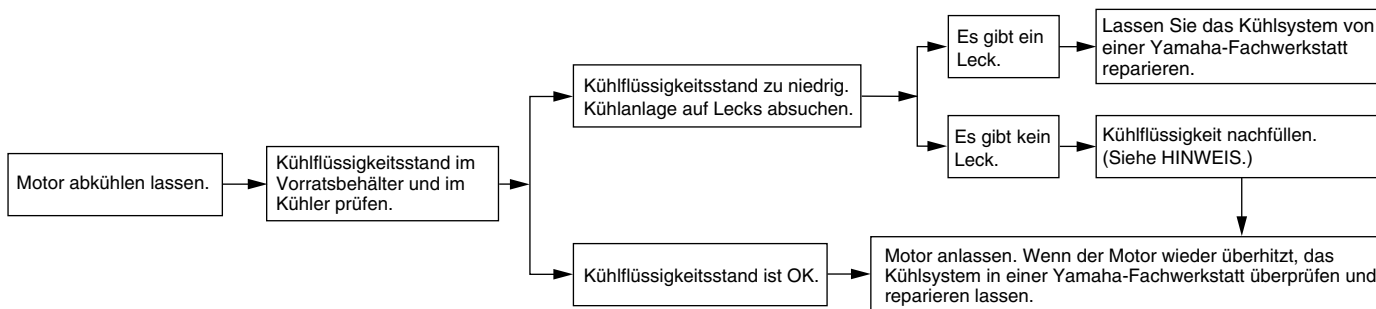 Motor abkühlen lassen.
Kühlflüssigkeitsstand im
Vorratsbehälter und im
Kühler prüfen.
Kühlflüssigkeitsstand zu niedrig.
Kühlanlage auf Lecks absuchen.
Es gibt ein
Leck.
Lassen Sie das Kühlsystem von
einer Yamaha-Fachwerkstatt
reparieren.
Es gibt kein
Leck.
Kühlflüssigkeit nachfüllen.
(Siehe HINWEIS.)
Kühlflüssigkeitsstand ist OK.
Motor anlassen. Wenn der Motor wieder überhitzt, das
Kühlsystem in einer Yamaha-Fachwerkstatt überprüfen und
reparieren lassen.